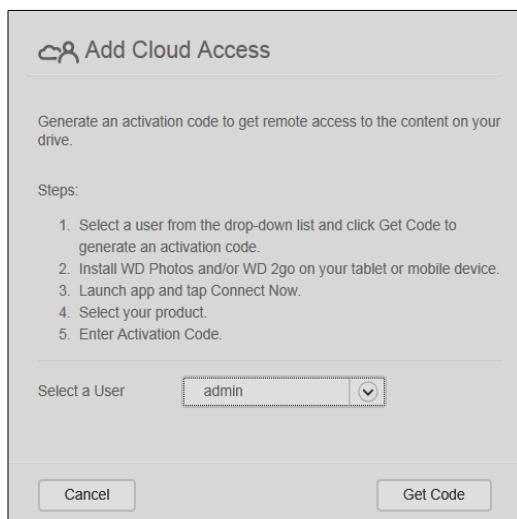 Add Cloud Access
Generate an activation code to get remote access to the content on your
drive.
Steps:
1. Select a user from the drop-down list and click Get Code to
generate an activation code.
2. Install WD Photos and/or WD 2go on your tablet or mobile device.
3. Launch app and tap Connect Now.
4. Select your product.
5. Enter Activation Code.
Select a User admin
Cancel Get Code